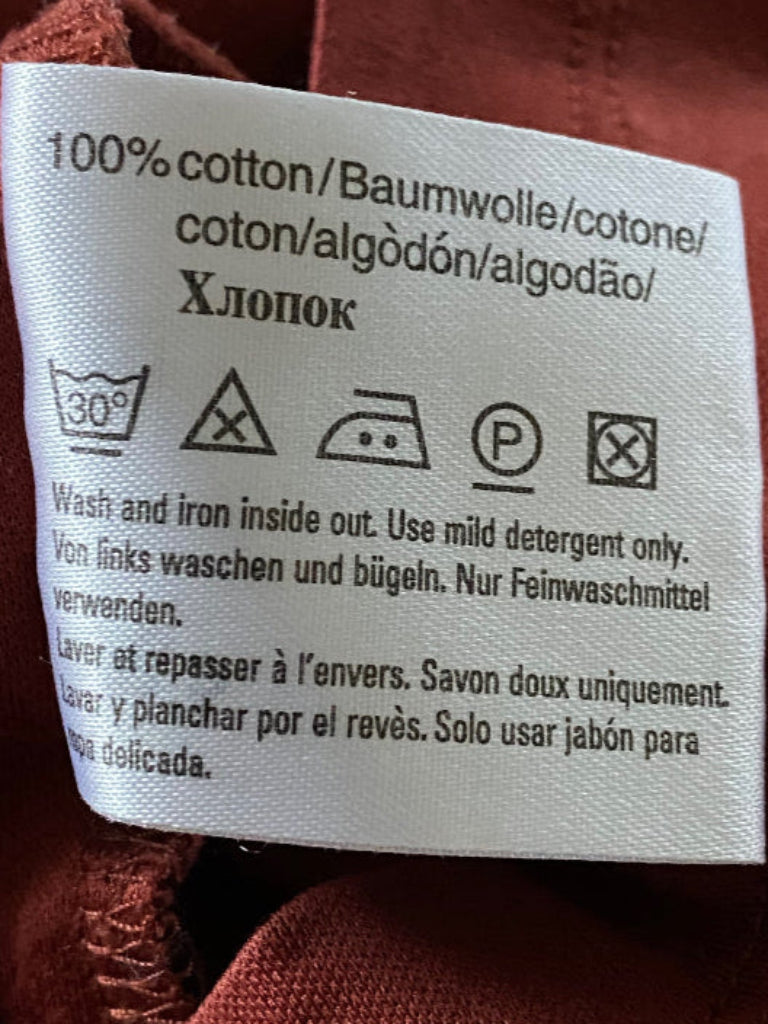 100% cotton/Baumwolle/cotone/
coton/algòdón/algodão/
Хлопок
30° P
Wash and iron inside out. Use mild detergent only.
Von links waschen und bügeln. Nur Feinwaschmittel
verwenden.
Laver at repasser à l'envers. Savon doux uniquement.
Lavar y planchar por el revès. Solo usar jabón para
delicada.